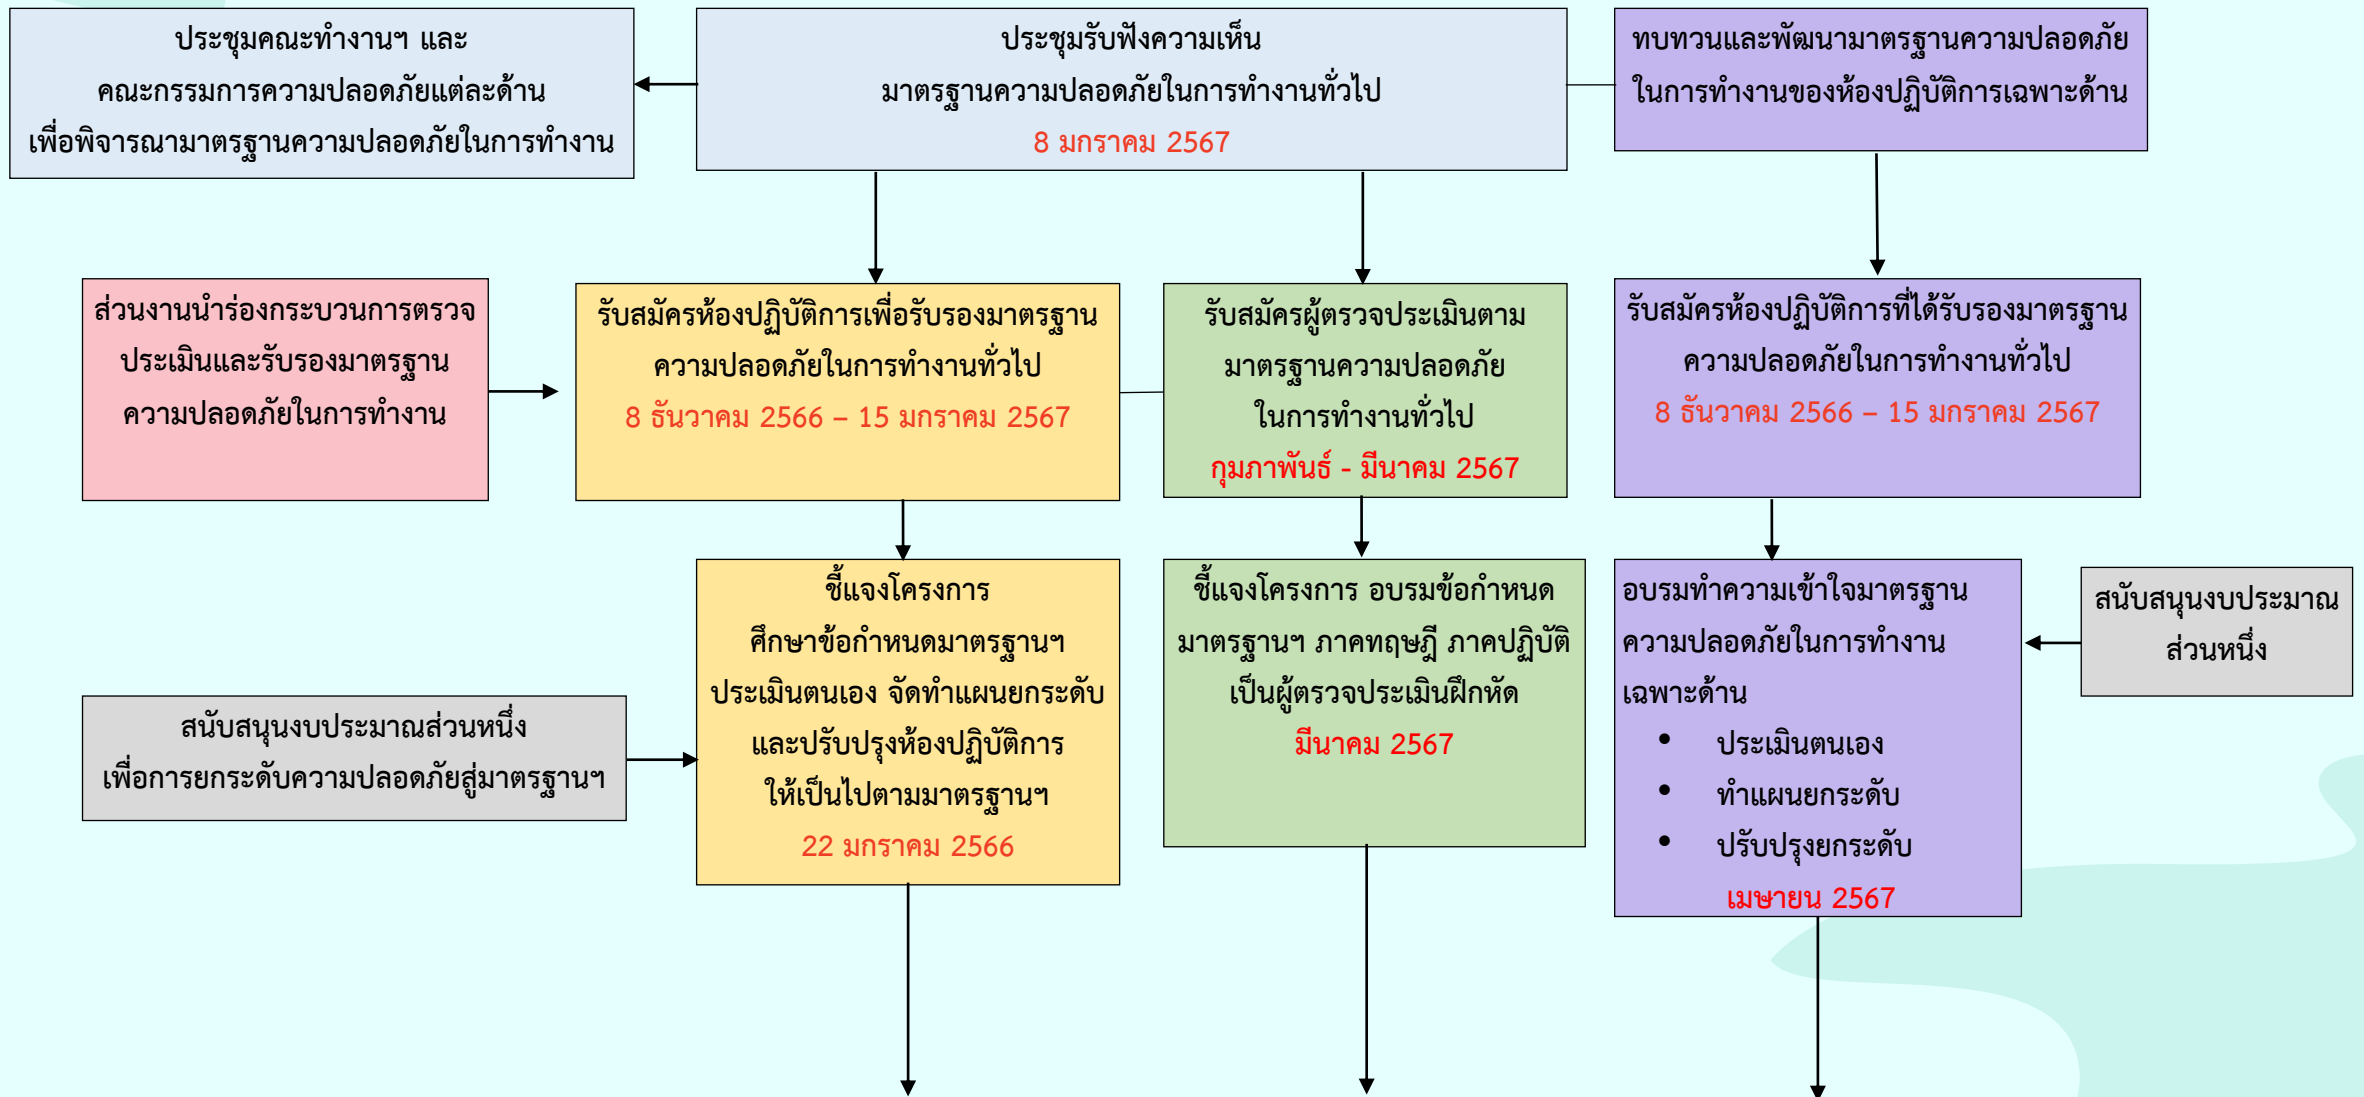 ประชุมคณะทำงานฯ และ
คณะกรรมการความปลอดภัยแต่ละด้าน
เพื่อพิจารณามาตรฐานความปลอดภัยในการทำงาน
ประชุมรับฟังความเห็น
มาตรฐานความปลอดภัยในการทำงานทั่วไป
8 มกราคม 2567
ทบทวนและพัฒนามาตรฐานความปลอดภัย
ในการทำงานของห้องปฏิบัติการเฉพาะด้าน
ส่วนงานนำร่องกระบวนการตรวจ
ประเมินและรับรองมาตรฐาน
ความปลอดภัยในการทำงาน
รับสมัครห้องปฏิบัติการเพื่อรับรองมาตรฐาน
ความปลอดภัยในการทำงานทั่วไป
8 ธันวาคม 2566 – 15 มกราคม 2567
รับสมัครผู้ตรวจประเมินตาม
มาตรฐานความปลอดภัย
ในการทำงานทั่วไป
กุมภาพันธ์ - มีนาคม 2567
รับสมัครห้องปฏิบัติการที่ได้รับรองมาตรฐาน
ความปลอดภัยในการทำงานทั่วไป
8 ธันวาคม 2566 – 15 มกราคม 2567
สนับสนุนงบประมาณส่วนหนึ่ง
เพื่อการยกระดับความปลอดภัยสู่มาตรฐานฯ
ชี้แจงโครงการ
ศึกษาข้อกำหนดมาตรฐานฯ
ประเมินตนเอง จัดทำแผนยกระดับ
และปรับปรุงห้องปฏิบัติการ
ให้เป็นไปตามมาตรฐานฯ
22 มกราคม 2566
ชี้แจงโครงการ อบรมข้อกำหนด
มาตรฐานฯ ภาคทฤษฎี ภาคปฏิบัติ
เป็นผู้ตรวจประเมินฝึกหัด
มีนาคม 2567
อบรมทำความเข้าใจมาตรฐาน
ความปลอดภัยในการทำงาน
เฉพาะด้าน
• ประเมินตนเอง
• ทำแผนยกระดับ
• ปรับปรุงยกระดับ
เมษายน 2567
สนับสนุนงบประมาณ
ส่วนหนึ่ง